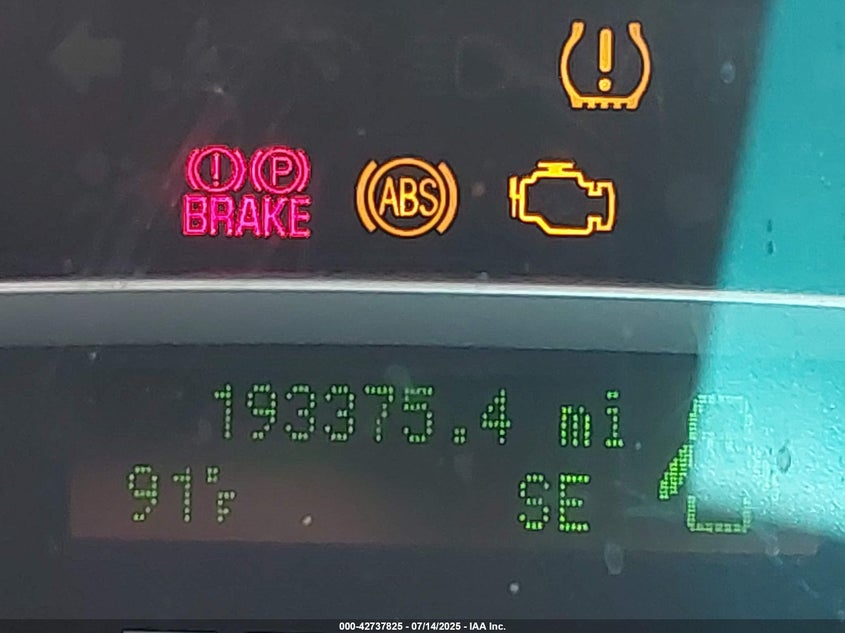 !
! P
BRAKE
ABS
193375.4 mi
91°F SE
000-42737825 - 07/14/2025 - IAA Inc.